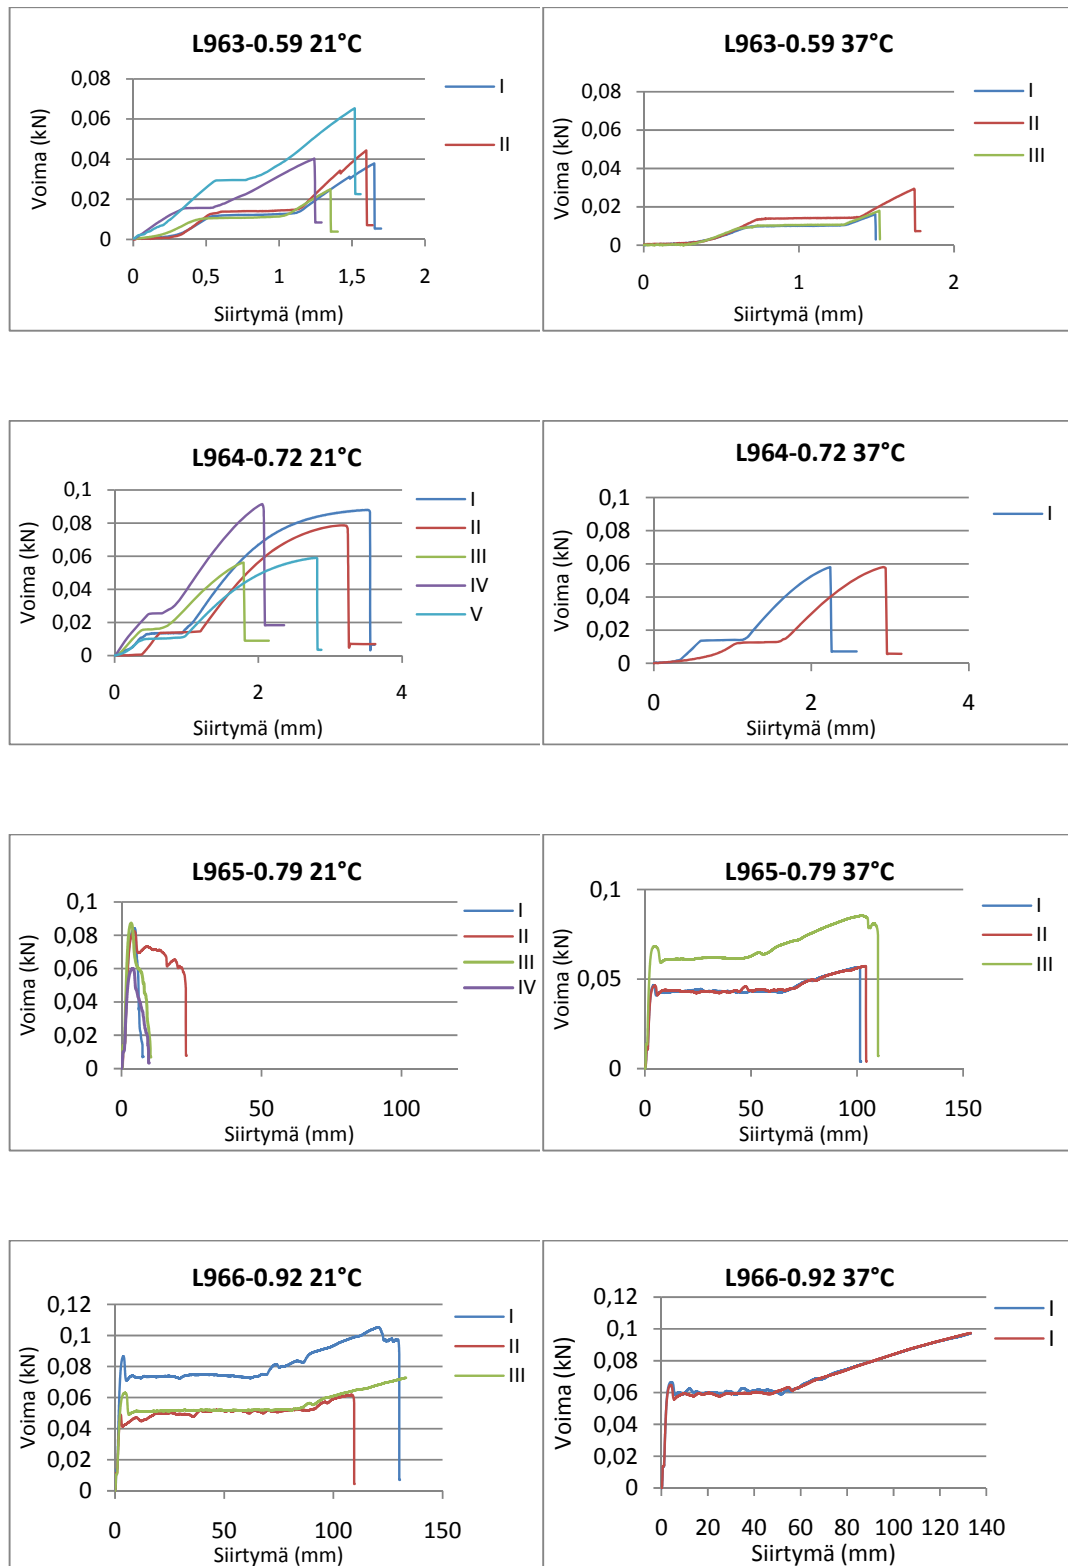 L963-0.59 21°C
0,08
0,06
0,04
0,02
0
0
0,5
1
1,5
2
Voima (kN)
Siirtymä (mm)
I
II
L963-0.59 37°C
0,08
0,06
0,04
0,02
0
0
1
2
Voima (kN)
Siirtymä (mm)
I
II
III
L964-0.72 21°C
0,1
0,08
0,06
0,04
0,02
0
0
2
4
Voima (kN)
Siirtymä (mm)
I
II
III
IV
V
L964-0.72 37°C
0,1
0,08
0,06
0,04
0,02
0
0
2
4
Voima (kN)
Siirtymä (mm)
I
L965-0.79 21°C
0,1
0,08
0,06
0,04
0,02
0
0
50
100
Voima (kN)
Siirtymä (mm)
I
II
III
IV
L965-0.79 37°C
0,1
0,05
0
0
50
100
150
Voima (kN)
Siirtymä (mm)
I
II
III
L966-0.92 21°C
0,12
0,1
0,08
0,06
0,04
0,02
0
0
50
100
150
Voima (kN)
Siirtymä (mm)
I
II
III
L966-0.92 37°C
0,12
0,1
0,08
0,06
0,04
0,02
0
0
20
40
60
80
100
120
140
Voima (kN)
Siirtymä (mm)
I
I